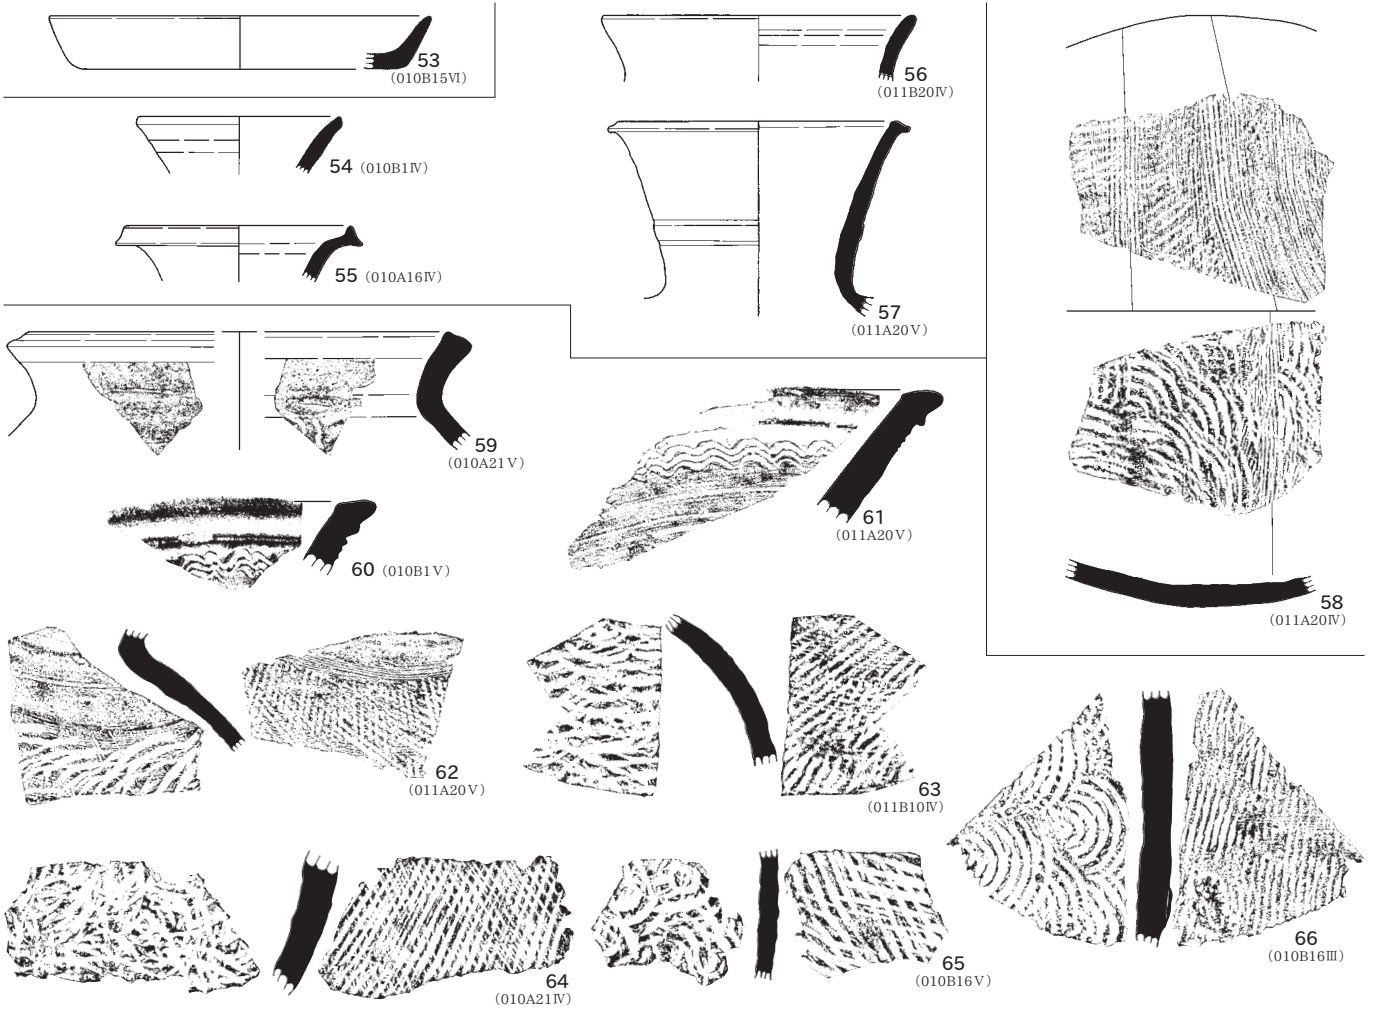 53
(010B15Ⅵ)
54 (010B1Ⅳ)
55 (010A16Ⅳ)
56
(011B20Ⅳ)
57
(011A20Ⅴ)
58
(011A20Ⅳ)
59
(010A21Ⅴ)
60 (010B1Ⅴ)
61
(011A20Ⅴ)
62
(011A20Ⅴ)
63
(011B10Ⅳ)
64
(010A21Ⅳ)
65
(010B16Ⅴ)
66
(010B16Ⅲ)